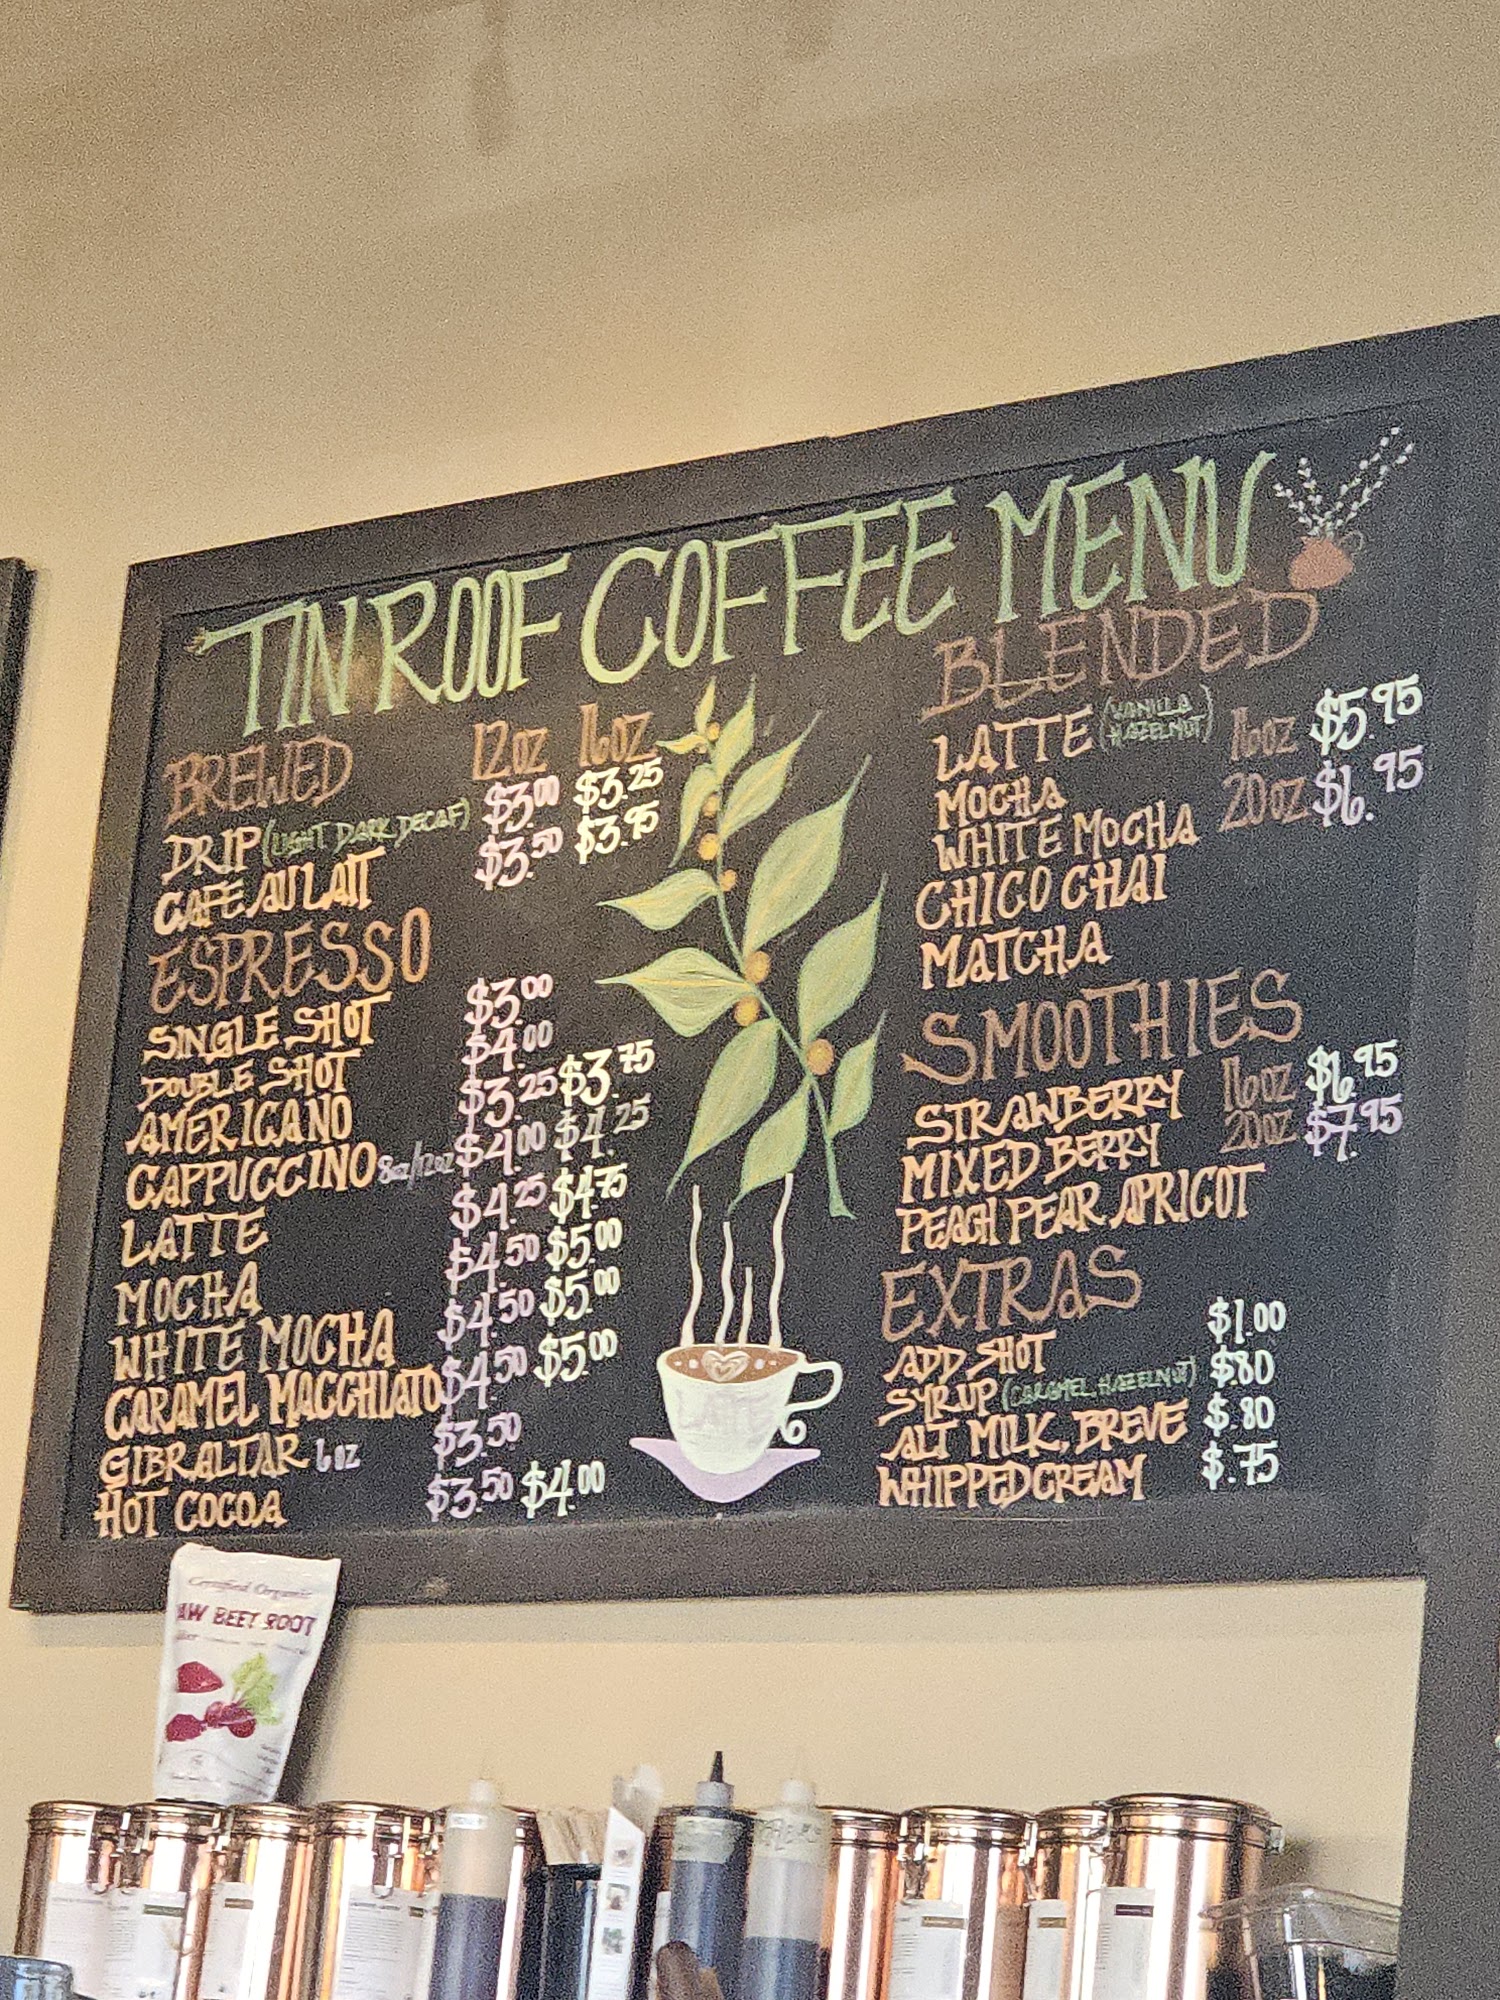 TIN ROOF COFFEE MENU
BREWED 12oz 16oz
DRIP (LIGHT DARK DECAF) $3.00 $3.25
CAFE AU LAIT $3.50 $3.95
ESPRESSO
SINGLE SHOT $3.00
DOUBLE SHOT $4.00
AMERICANO $3.25 $3.75
CAPPUCCINO 8oz/12oz $4.00 $4.25
LATTE $4.25 $4.75
MOCHA $4.50 $5.00
WHITE MOCHA $4.50 $5.00
CARAMEL MACCHIATO $4.50 $5.00
GIBRALTAR 6oz $3.50
HOT COCOA $3.50 $4.00
LATTE
BLENDED
LATTE (VANILLA HAZELNUT) 16oz $5.95
MOCHA 20oz $6.95
WHITE MOCHA
CHICO CHAI
MATCHA
SMOOTHIES
STRAWBERRY 16oz $6.95
MIXED BERRY 20oz $7.95
PEACH PEAR APRICOT
EXTRAS
ADD SHOT $1.00
SYRUP (CARAMEL, HAZELNUT) $.80
ALT MILK, BREVE $.80
WHIPPED CREAM $.75
Certified Organic
AW BEET ROOT